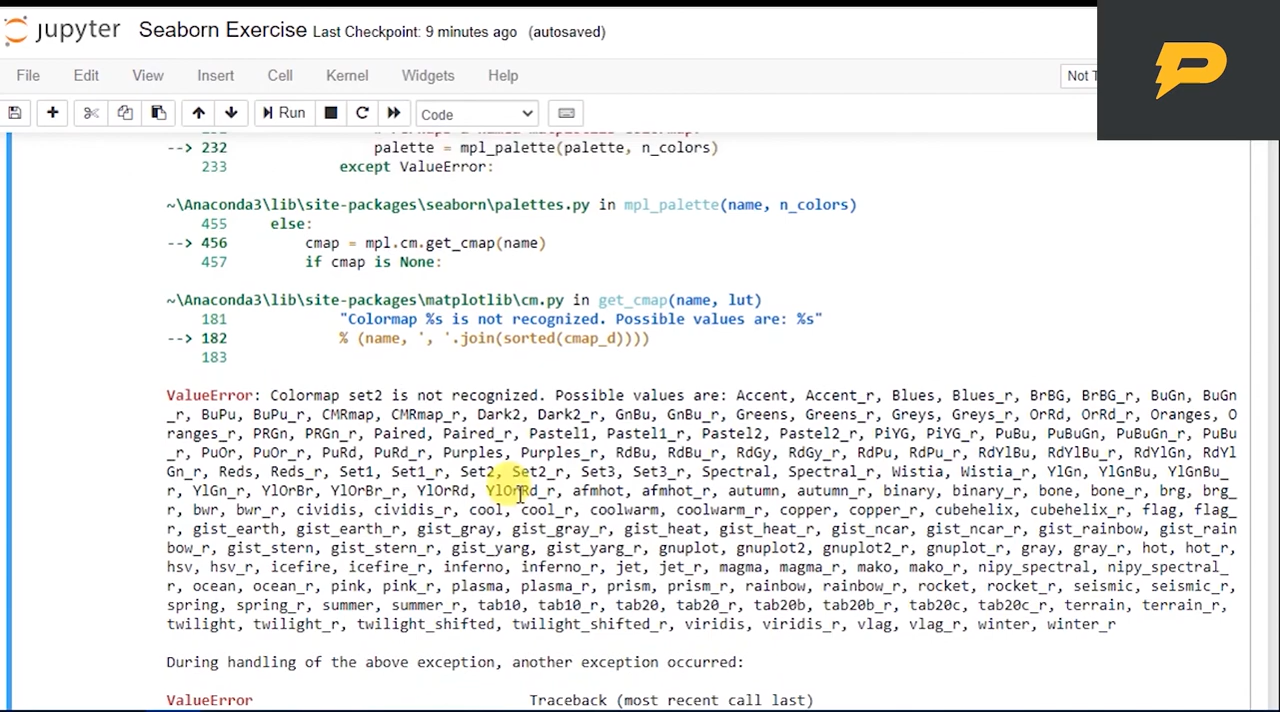 jupyter Seaborn Exercise Last Checkpoint: 9 minutes ago (autosaved)
File Edit View Insert Cell Kernel Widgets Help Not T
Run Code
--> 232 palette = mpl_palette(palette, n_colors)
233 except ValueError:
~\Anaconda3\lib\site-packages\seaborn\palettes.py in mpl_palette(name, n_colors)
455 else:
--> 456 cmap = mpl.cm.get_cmap(name)
457 if cmap is None:
~\Anaconda3\lib\site-packages\matplotlib\cm.py in get_cmap(name, lut)
181 "Colormap %s is not recognized. Possible values are: %s"
--> 182 % (name, ', '.join(sorted(cmap_d))))
183
ValueError: Colormap set2 is not recognized. Possible values are: Accent, Accent_r, Blues, Blues_r, BrBG, BrBG_r, BuGn, BuGn
_r, BuPu, BuPu_r, CMRmap, CMRmap_r, Dark2, Dark2_r, GnBu, GnBu_r, Greens, Greens_r, Greys, Greys_r, OrRd, OrRd_r, Oranges, O
ranges_r, PRGn, PRGn_r, Paired, Paired_r, Pastel1, Pastel1_r, Pastel2, Pastel2_r, PiYG, PiYG_r, PuBu, PuBuGn, PuBuGn_r, PuBu
_r, PuOr, PuOr_r, PuRd, PuRd_r, Purples, Purples_r, RdBu, RdBu_r, RdGy, RdGy_r, RdPu, RdPu_r, RdYlBu, RdYlBu_r, RdYlGn, RdYl
Gn_r, Reds, Reds_r, Set1, Set1_r, Set2, Set2_r, Set3, Set3_r, Spectral, Spectral_r, Wistia, Wistia_r, YlGn, YlGnBu, YlGnBu_
r, YlGn_r, YlOrBr, YlOrBr_r, YlOrRd, YlOrRd_r, afmhot, afmhot_r, autumn, autumn_r, binary, binary_r, bone, bone_r, brg, brg_
r, bwr, bwr_r, cividis, cividis_r, cool, cool_r, coolwarm, coolwarm_r, copper, copper_r, cubehelix, cubehelix_r, flag, flag_
r, gist_earth, gist_earth_r, gist_gray, gist_gray_r, gist_heat, gist_heat_r, gist_ncar, gist_ncar_r, gist_rainbow, gist_rain
bow_r, gist_stern, gist_stern_r, gist_yarg, gist_yarg_r, gnuplot, gnuplot2, gnuplot2_r, gnuplot_r, gray, gray_r, hot, hot_r,
hsv, hsv_r, icefire, icefire_r, inferno, inferno_r, jet, jet_r, magma, magma_r, mako, mako_r, nipy_spectral, nipy_spectral_
r, ocean, ocean_r, pink, pink_r, plasma, plasma_r, prism, prism_r, rainbow, rainbow_r, rocket, rocket_r, seismic, seismic_r,
spring, spring_r, summer, summer_r, tab10, tab10_r, tab20, tab20_r, tab20b, tab20b_r, tab20c, tab20c_r, terrain, terrain_r,
twilight, twilight_r, twilight_shifted, twilight_shifted_r, viridis, viridis_r, vlag, vlag_r, winter, winter_r
During handling of the above exception, another exception occurred:
ValueError Traceback (most recent call last)